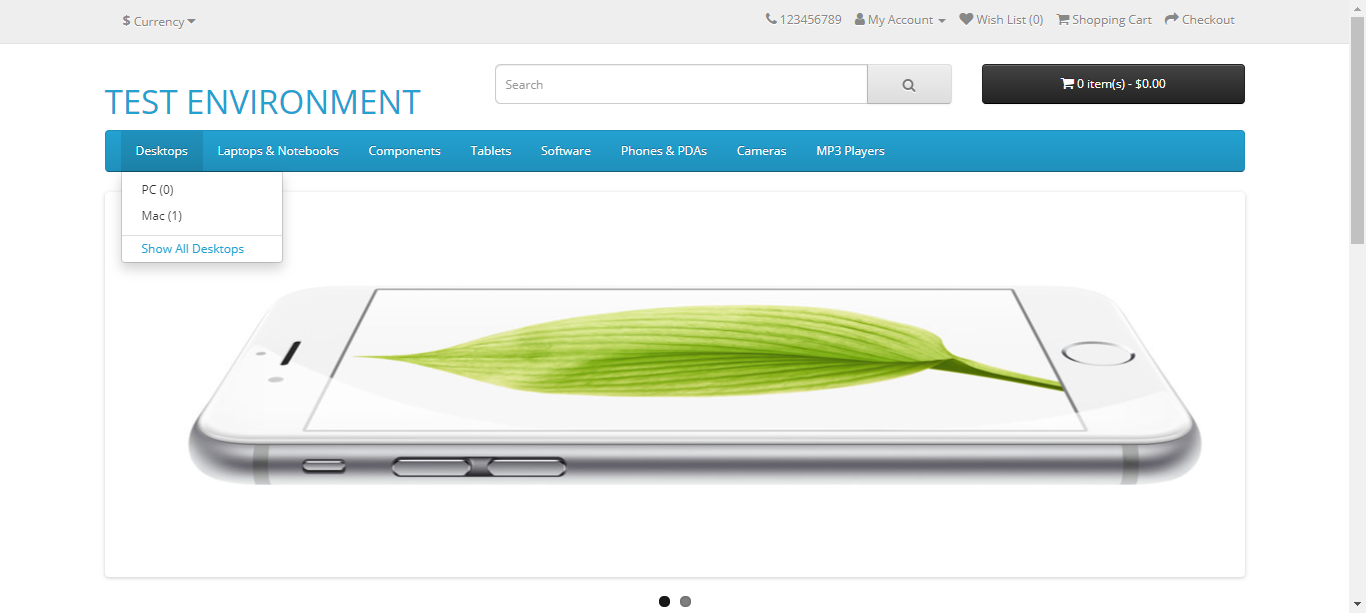 $ Currency
123456789 My Account Wish List (0) Shopping Cart Checkout
TEST ENVIRONMENT
Search
0 item(s) - $0.00
Desktops Laptops & Notebooks Components Tablets Software Phones & PDAs Cameras MP3 Players
PC (0)
Mac (1)
Show All Desktops